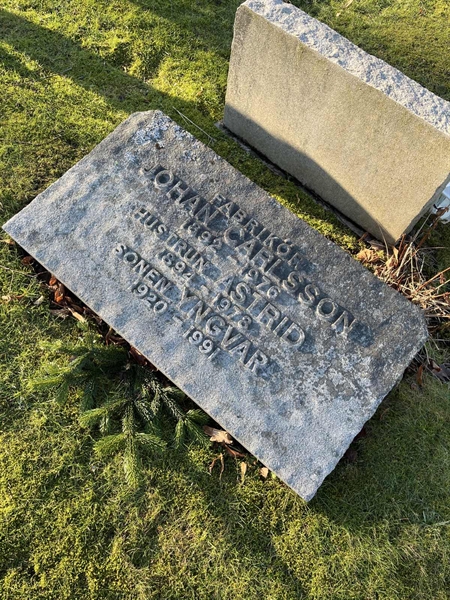 FABRIKÖR
JOHAN CARLSSON
1892 - 1976
HUSTRUN ASTRID
1894 - 1978
SONEN YNGVAR
1920 - 1991